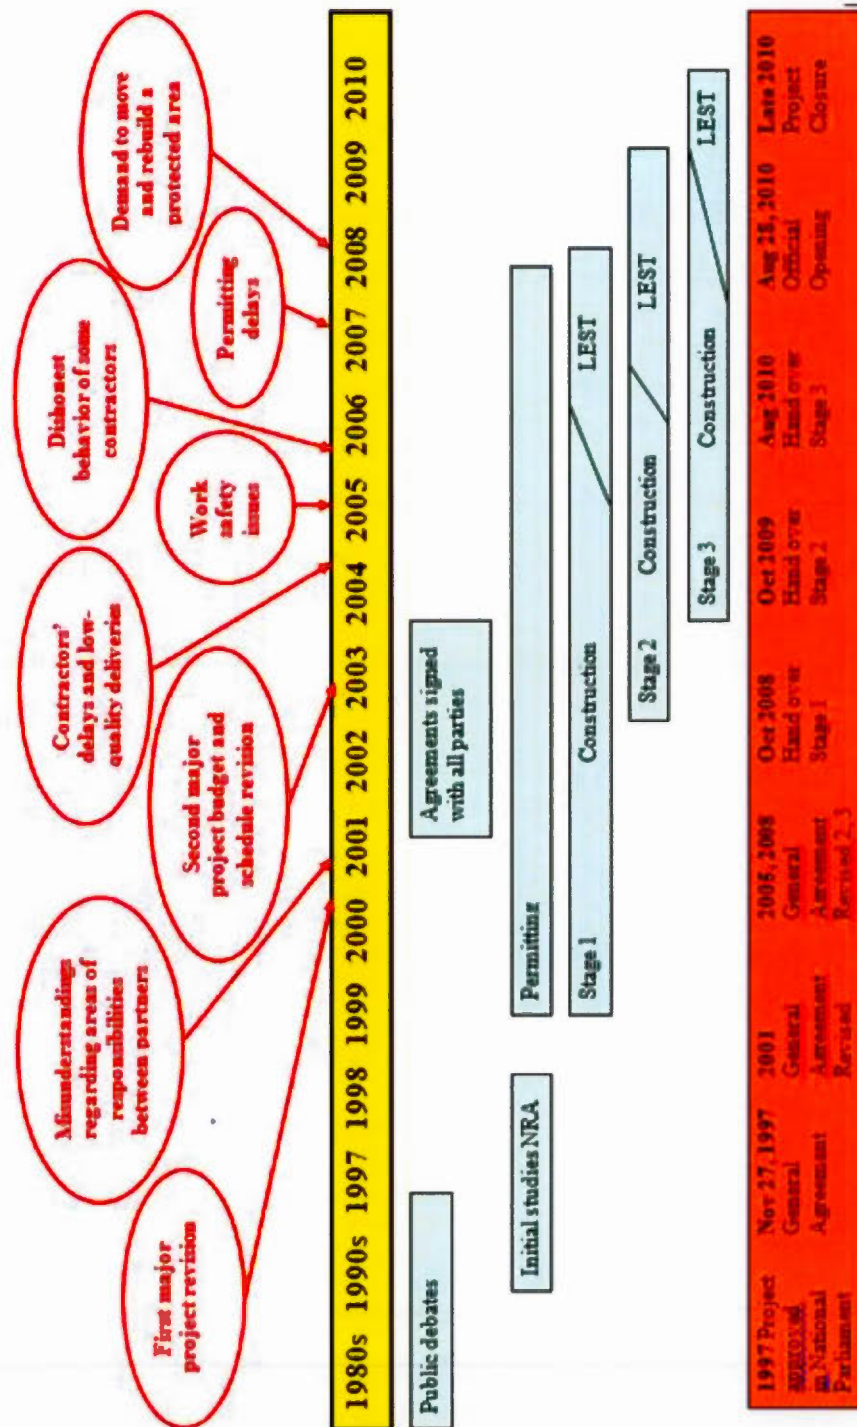 First major
project revision
Misunderstandings
regarding areas of
responsibilities
between partners
Second major
project budget and
schedule revision
Contractors'
delays and low-
quality deliveries
Work
safety
issues
Dishonest
behavior of some
contractors
Permitting
delays
Demand to move
and rebuild a
protected area
1980s 1990s 1997 1998 1999 2000 2001 2002 2003 2004 2005 2006 2007 2008 2009 2010
Public debates
Agreements signed
with all parties
Initial studies NRA
Permitting
Stage 1 Construction LEST
Stage 2 Construction LEST
Stage 3 Construction LEST
1997 Project
approved
in National
Parliament
Nov 27, 1997
General
Agreement
2001
General
Agreement
Revised
2005, 2008
General
Agreement
Revised 2, 3
Oct 2008
Hand over
Stage 1
Oct 2009
Hand over
Stage 2
Aug 2010
Hand over
Stage 3
Aug 28, 2010
Official
Opening
Late 2010
Project
Closure